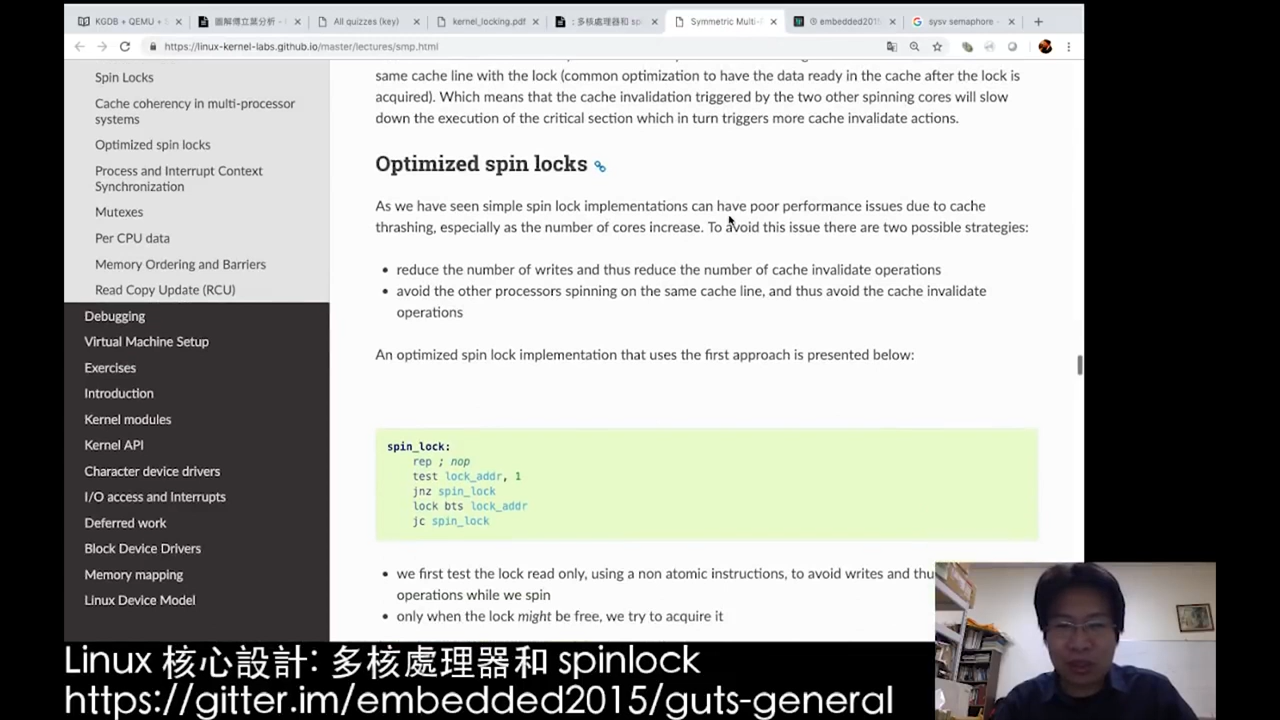 KGDB + QEMU +
圖解傅立葉分析 -
All quizzes (key)
kernel_locking.pdf
: 多核處理器和 sp
Symmetric Multi-
embedded2015
sysv semaphore -
https://linux-kernel-labs.github.io/master/lectures/smp.html
Spin Locks
Cache coherency in multi-processor
systems
Optimized spin locks
Process and Interrupt Context
Synchronization
Mutexes
Per CPU data
Memory Ordering and Barriers
Read Copy Update (RCU)
Debugging
Virtual Machine Setup
Exercises
Introduction
Kernel modules
Kernel API
Character device drivers
I/O access and Interrupts
Deferred work
Block Device Drivers
Memory mapping
Linux Device Model
same cache line with the lock (common optimization to have the data ready in the cache after the lock is
acquired). Which means that the cache invalidation triggered by the two other spinning cores will slow
down the execution of the critical section which in turn triggers more cache invalidate actions.
Optimized spin locks
As we have seen simple spin lock implementations can have poor performance issues due to cache
thrashing, especially as the number of cores increase. To avoid this issue there are two possible strategies:
• reduce the number of writes and thus reduce the number of cache invalidate operations
• avoid the other processors spinning on the same cache line, and thus avoid the cache invalidate
operations
An optimized spin lock implementation that uses the first approach is presented below:
spin_lock:
rep ; nop
test lock_addr, 1
jnz spin_lock
lock bts lock_addr
jc spin_lock
• we first test the lock read only, using a non atomic instructions, to avoid writes and thu
operations while we spin
• only when the lock might be free, we try to acquire it
Linux 核心設計: 多核處理器和 spinlock
https://gitter.im/embedded2015/guts-general